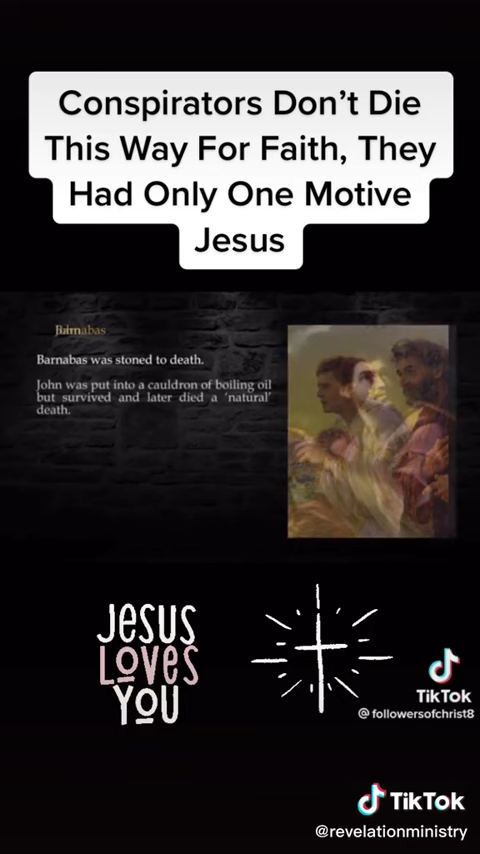 Conspirators Don’t Die
This Way For Faith, They
Had Only One Motive
Jesus
Barnabas was stoned to death.
John was put into a cauldron of boiling oil
but survived and later died a ‘natural’
death.
JESUS
LOVES
YOU
TikTok
@followersofchrist8
TikTok
@revelationministry